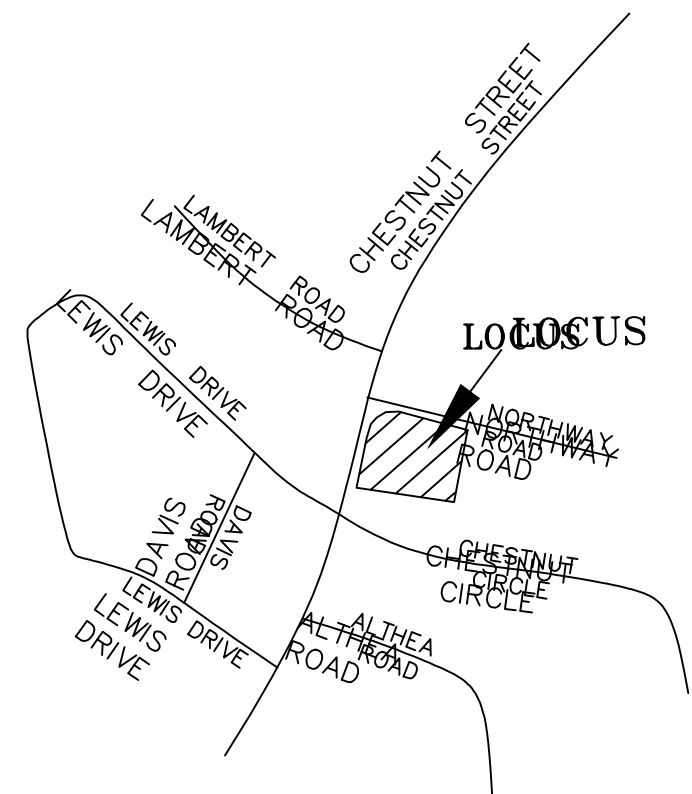 STREET
STREET
CHESTNUT
CHESTNUT
LAMBERT
LAMBERT
ROAD
ROAD
LEWIS
LEWIS
DRIVE
DRIVE
LOCUS
LOCUS
NORTHWAY
NORTHWAY
ROAD
ROAD
DAVIS
ROAD
DAVIS
ROAD
CHESTNUT
CHESTNUT
CIRCLE
CIRCLE
LEWIS DRIVE
LEWIS
DRIVE
ALTHEA
ALTHEA
ROAD
ROAD